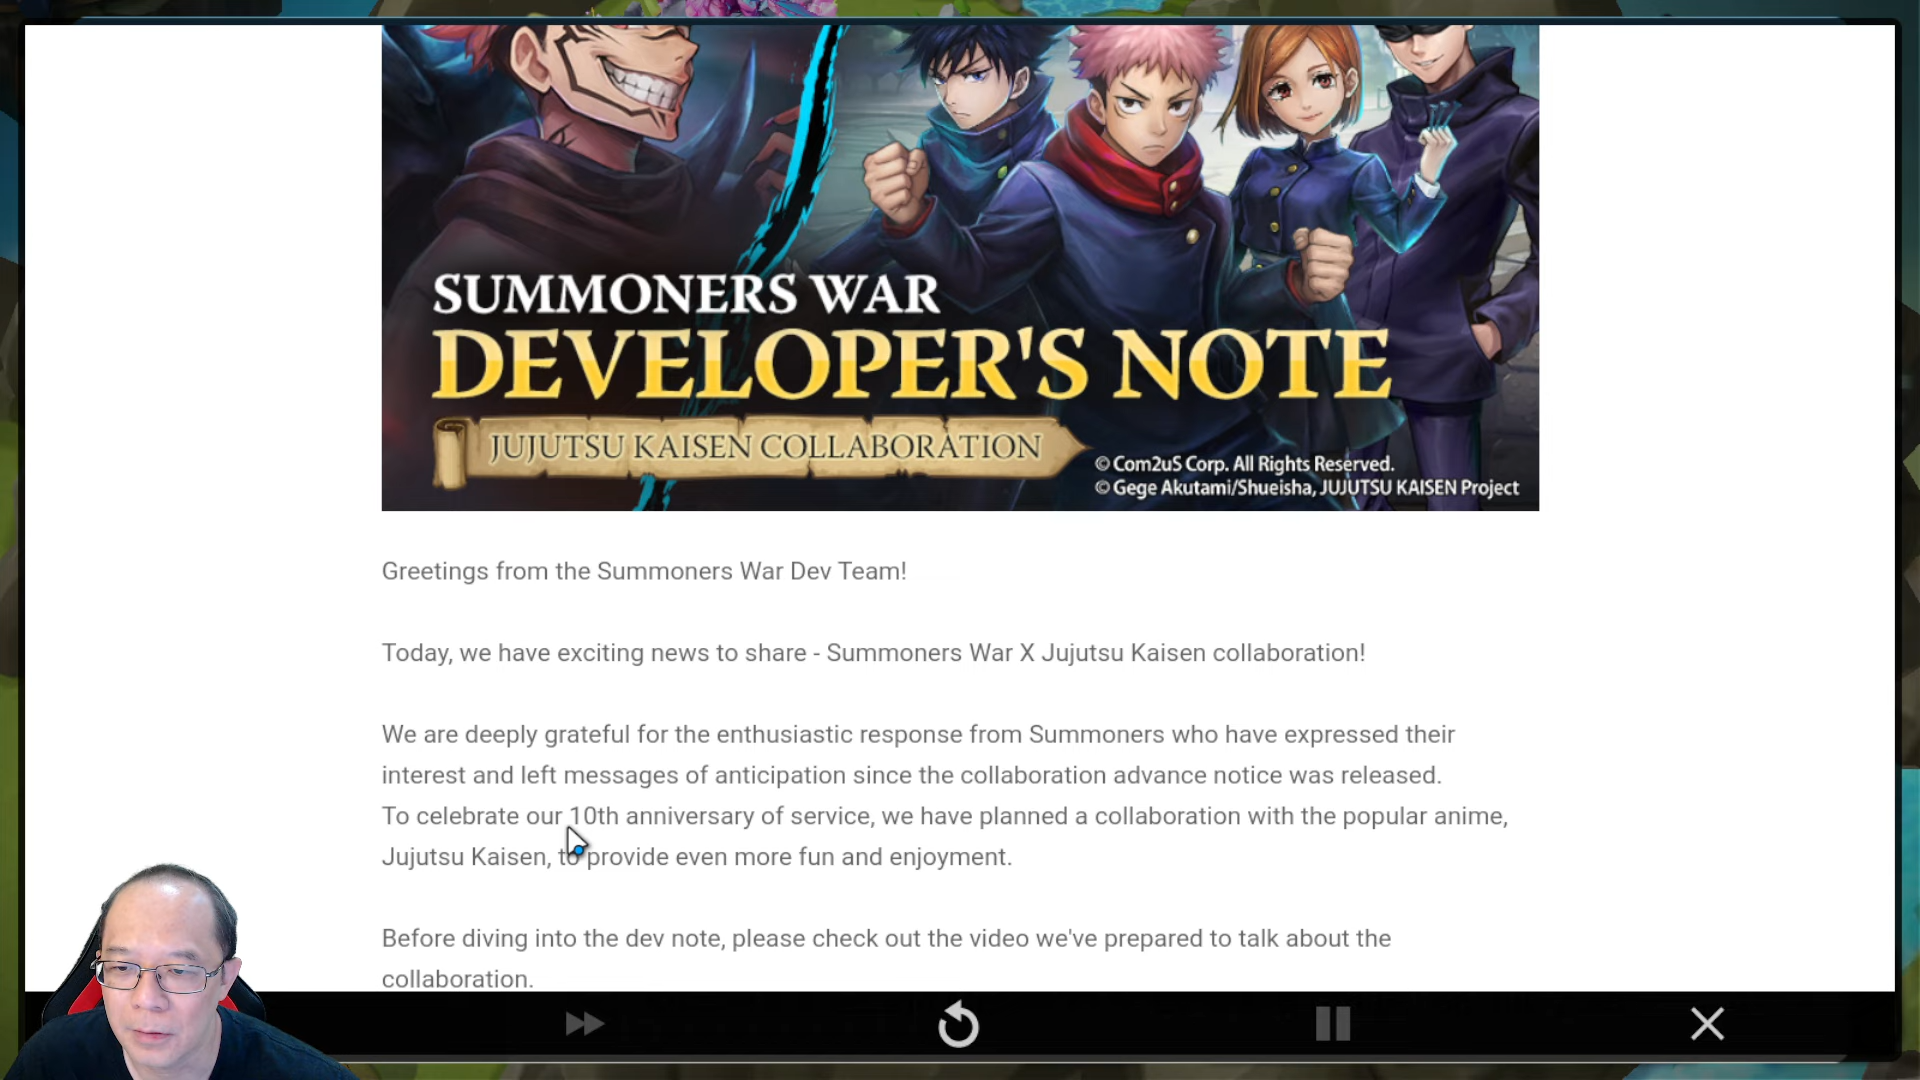 SUMMONERS WAR
DEVELOPER'S NOTE
JUJUTSU KAISEN COLLABORATION
© Com2uS Corp. All Rights Reserved.
© Gege Akutami/Shueisha, JUJUTSU KAISEN Project
Greetings from the Summoners War Dev Team!
Today, we have exciting news to share - Summoners War X Jujutsu Kaisen collaboration!
We are deeply grateful for the enthusiastic response from Summoners who have expressed their
interest and left messages of anticipation since the collaboration advance notice was released.
To celebrate our 10th anniversary of service, we have planned a collaboration with the popular anime,
Jujutsu Kaisen, to provide even more fun and enjoyment.
Before diving into the dev note, please check out the video we've prepared to talk about the
collaboration.